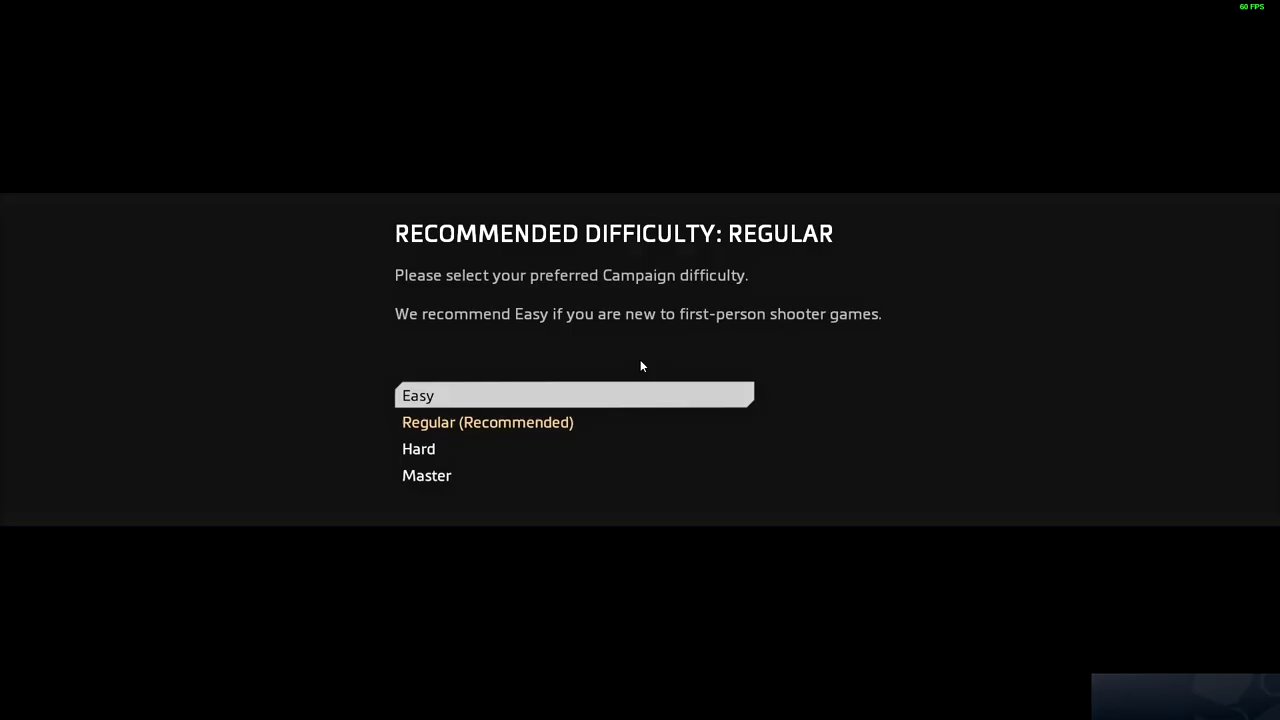 60 FPS
RECOMMENDED DIFFICULTY: REGULAR
Please select your preferred Campaign difficulty.
We recommend Easy if you are new to first-person shooter games.
Easy
Regular (Recommended)
Hard
Master